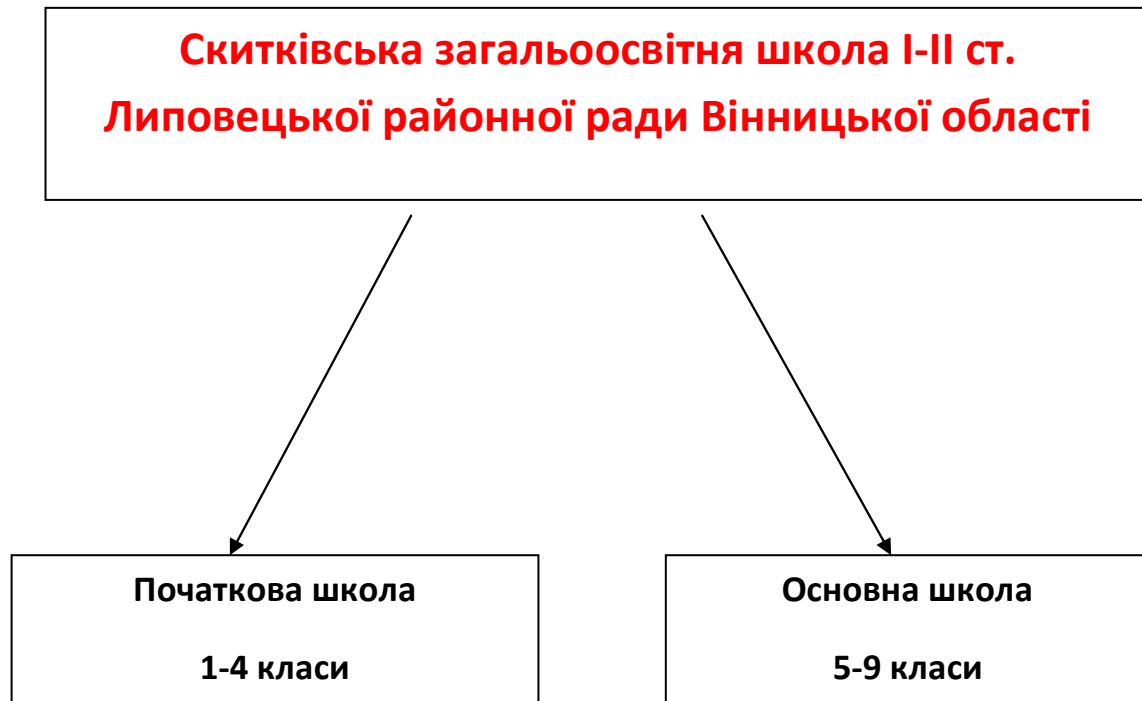 Скитківська загальоосвітня школа І-ІІ ст.
Липовецької районної ради Вінницької області
Початкова школа
1-4 класи
Основна школа
5-9 класи